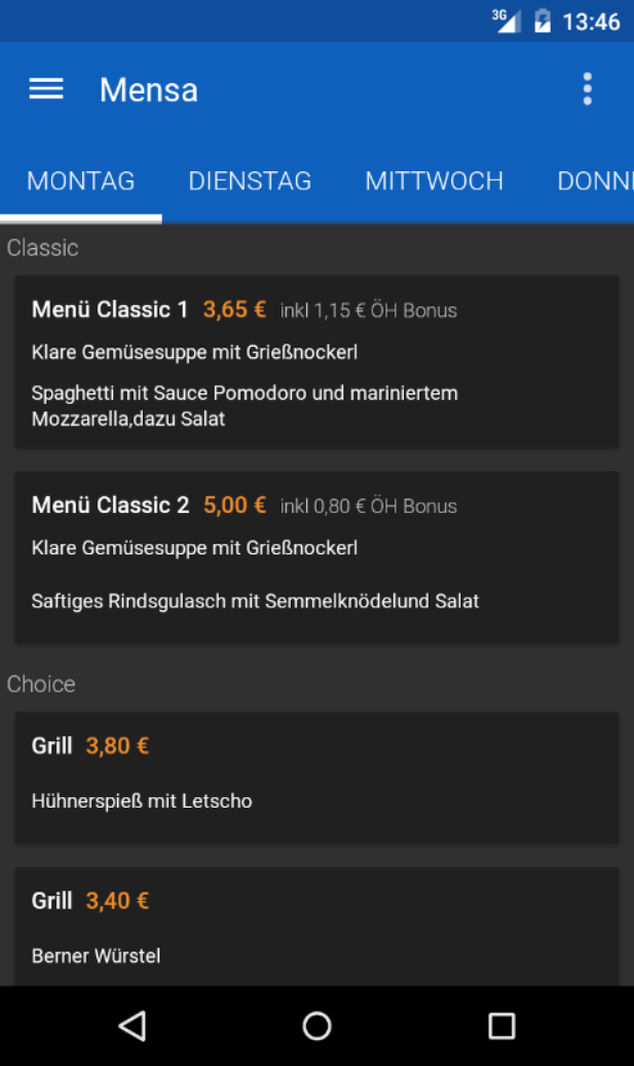 3G 13:46
Mensa
MONTAG DIENSTAG MITTWOCH DONN
Classic
Menü Classic 1 3,65 € inkl 1,15 € ÖH Bonus
Klare Gemüsesuppe mit Grießnockerl
Spaghetti mit Sauce Pomodoro und mariniertem
Mozzarella,dazu Salat
Menü Classic 2 5,00 € inkl 0,80 € ÖH Bonus
Klare Gemüsesuppe mit Grießnockerl
Saftiges Rindsgulasch mit Semmelknödelund Salat
Choice
Grill 3,80 €
Hühnerspieß mit Letscho
Grill 3,40 €
Berner Würstel